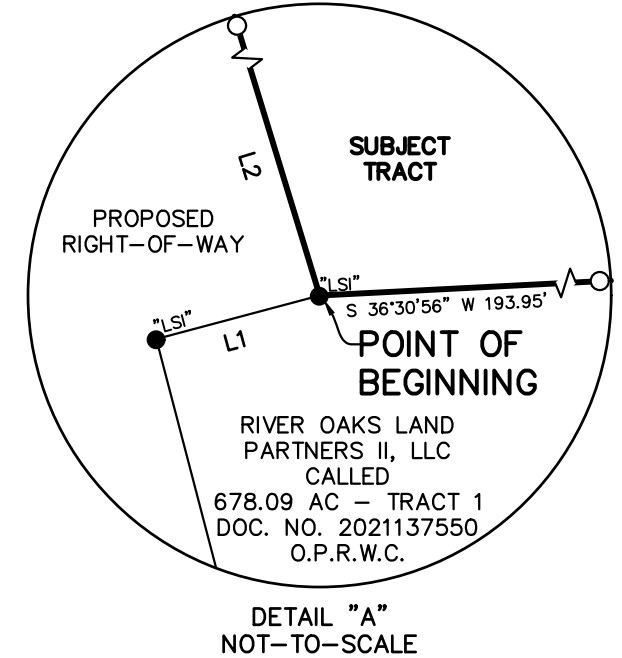 SUBJECT
TRACT
L2
PROPOSED
RIGHT-OF-WAY
"LSI"
S 36°30'56" W 193.95'
"LSI"
L1
POINT OF
BEGINNING
RIVER OAKS LAND
PARTNERS II, LLC
CALLED
678.09 AC - TRACT 1
DOC. NO. 2021137550
O.P.R.W.C.
DETAIL "A"
NOT-TO-SCALE